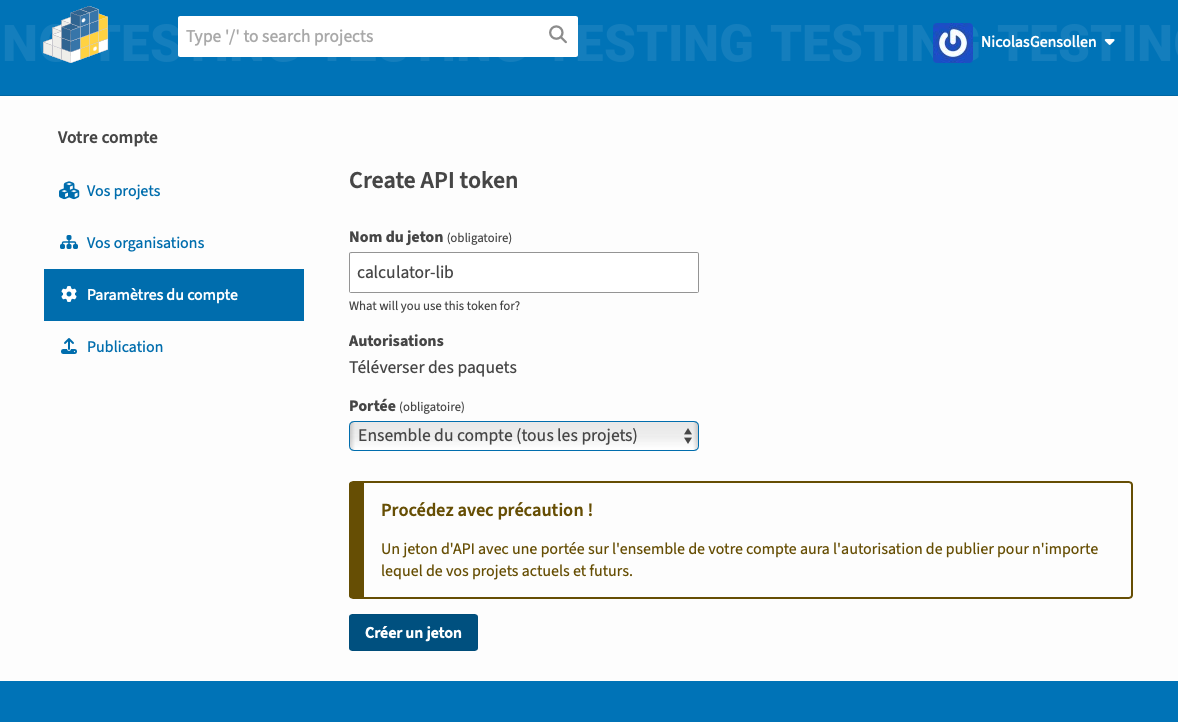 TESTING TESTING TESTING
Type '/' to search projects
NicolasGensollen
Votre compte
Vos projets
Vos organisations
Paramètres du compte
Publication
Create API token
Nom du jeton (obligatoire)
calculator-lib
What will you use this token for?
Autorisations
Téléverser des paquets
Portée (obligatoire)
Ensemble du compte (tous les projets)
Procédez avec précaution !
Un jeton d'API avec une portée sur l'ensemble de votre compte aura l'autorisation de publier pour n'importe
lequel de vos projets actuels et futurs.
Créer un jeton